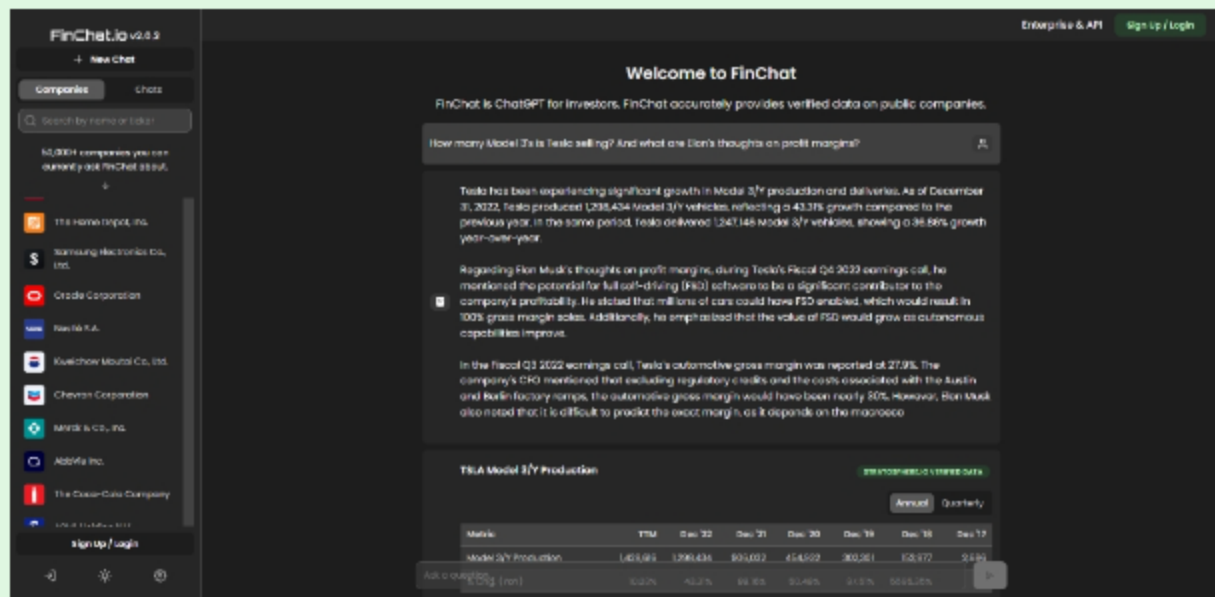 FinChat.io v2.0.2
+ New Chat
Companies
Chats
Search by name or ticker
50,000+ companies you can
currently ask FinChat about.
The Home Depot, Inc.
Samsung Electronics Co.,
Ltd.
Oracle Corporation
Nestlé S.A.
Kweichow Moutai Co., Ltd.
Chevron Corporation
Merck & Co., Inc.
AbbVie Inc.
The Coca-Cola Company
Sign Up / Login
Enterprise & API
Sign Up / Login
Welcome to FinChat
FinChat is ChatGPT for investors. FinChat accurately provides verified data on public companies.
How many Model 3's is Tesla selling? And what are Elon's thoughts on profit margins?
Tesla has been experiencing significant growth in Model 3/Y production and deliveries. As of December
31, 2022, Tesla produced 1,298,434 Model 3/Y vehicles, reflecting a 43.31% growth compared to the
previous year. In the same period, Tesla delivered 1,247,146 Model 3/Y vehicles, showing a 36.86% growth
year-over-year.
Regarding Elon Musk's thoughts on profit margins, during Tesla's Fiscal Q4 2022 earnings call, he
mentioned the potential for full self-driving (FSD) software to be a significant contributor to the
company's profitability. He stated that millions of cars could have FSD enabled, which would result in
100% gross margin sales. Additionally, he emphasized that the value of FSD would grow as autonomous
capabilities improve.
In the Fiscal Q3 2022 earnings call, Tesla's automotive gross margin was reported at 27.9%. The
company's CFO mentioned that excluding regulatory credits and the costs associated with the Austin
and Berlin factory ramps, the automotive gross margin would have been nearly 30%. However, Elon Musk
also noted that it is difficult to predict the exact margin, as it depends on the macroeco
TSLA Model 3/Y Production
STRATOSPHERE.IO VERIFIED DATA
Annual
Quarterly
Metric TTM Dec '22 Dec '21 Dec '20 Dec '19 Dec '18 Dec '17
Model 3/Y Production 1,298,434
Ask a question